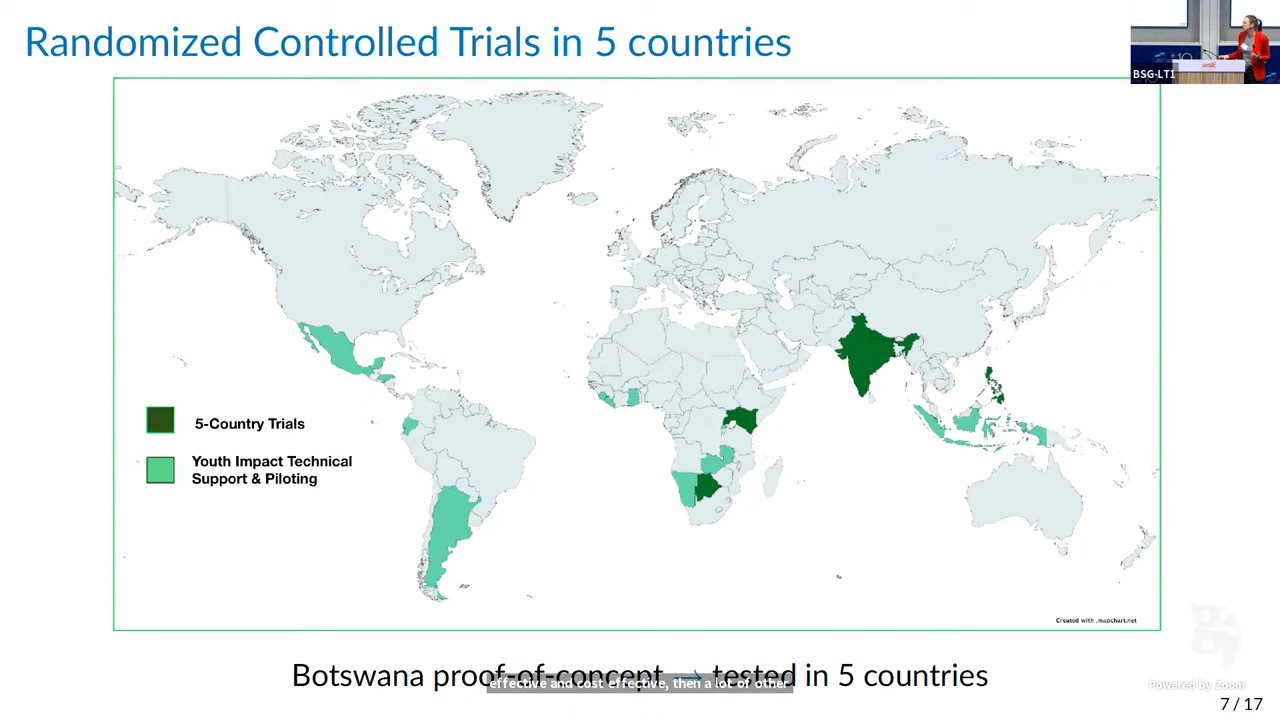 Randomized Controlled Trials in 5 countries
BSG-LT1
5-Country Trials
Youth Impact Technical
Support & Piloting
Created with mapchart.net
Botswana proof-of-concept → tested in 5 countries
effective and cost effective, then a lot of other
Powered by Zoom
7 / 17